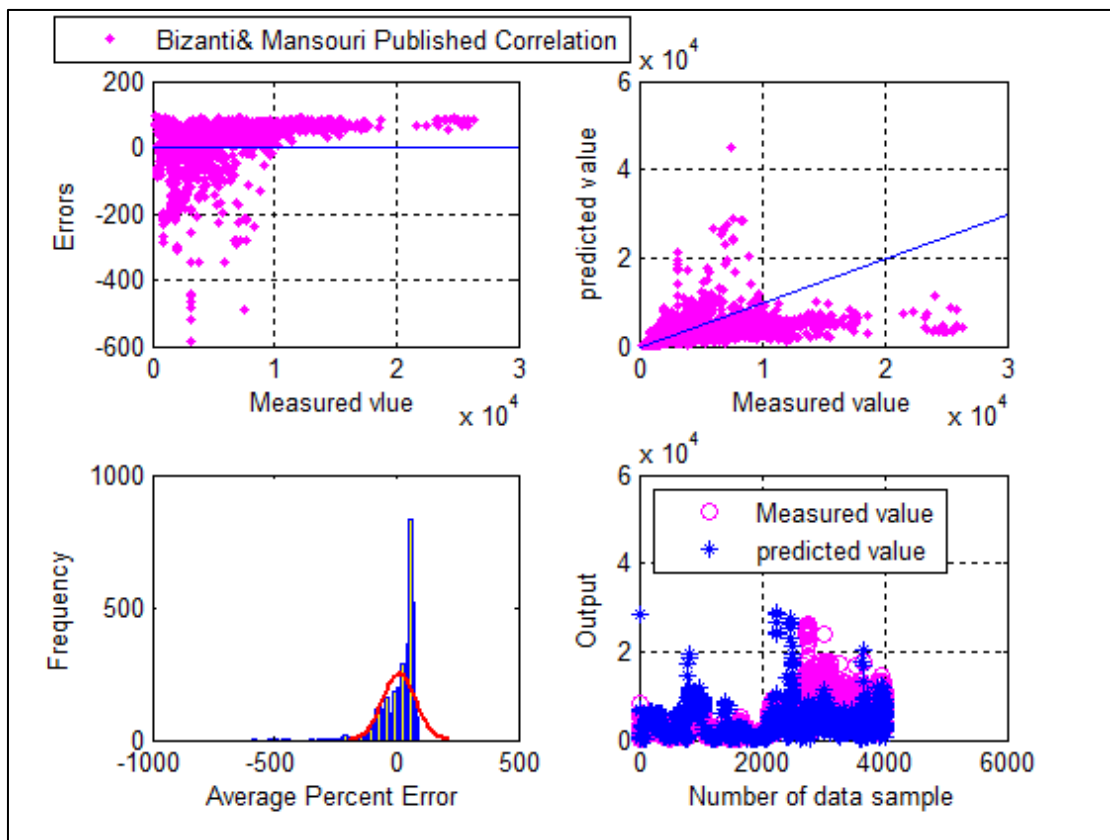 Bizanti& Mansouri Published Correlation
200
0
-200
-400
-600
Errors
0
1
2
3
Measured vlue
x 10^4
x 10^4
6
4
2
0
predicted value
0
1
2
3
Measured value
x 10^4
1000
500
0
Frequency
-1000
-500
0
500
Average Percent Error
x 10^4
6
4
2
0
Output
Measured value
predicted value
0
2000
4000
6000
Number of data sample